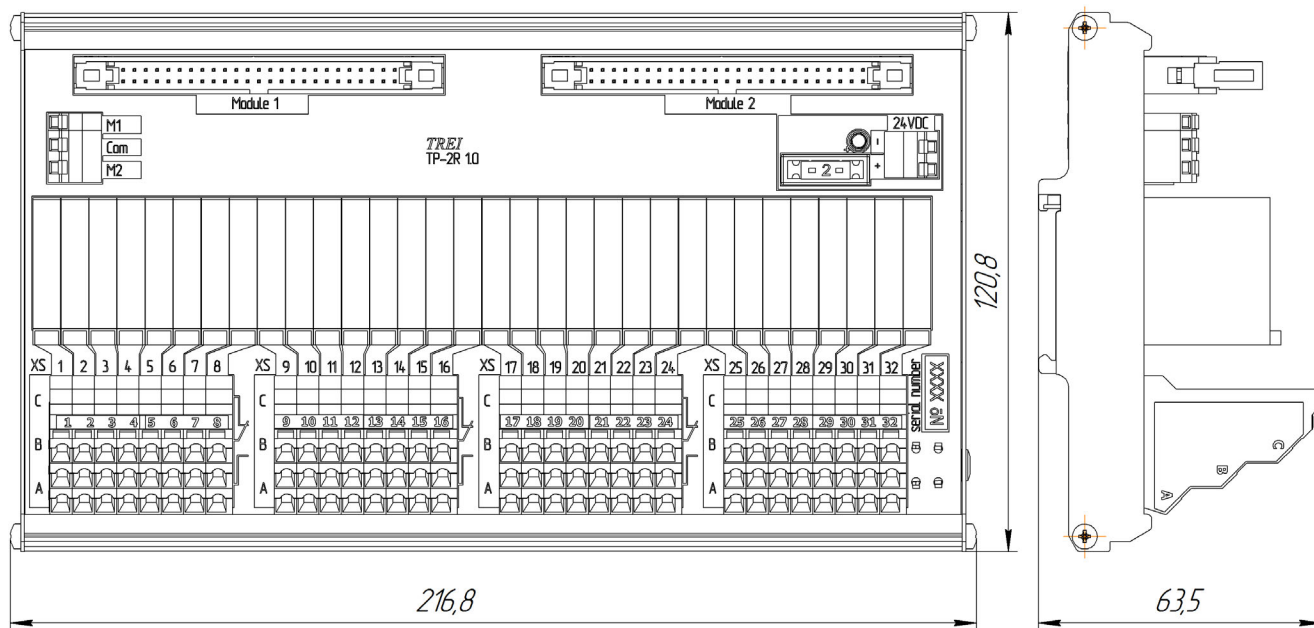 Module 1
Module 2
M1
Com
M2
TREI
TP-2R 1.0
24VDC
-
+
2
XS 1 2 3 4 5 6 7 8
XS 9 10 11 12 13 14 15 16
XS 17 18 19 20 21 22 23 24
XS 25 26 27 28 29 30 31 32
serial number
№ XXXX
C
1 2 3 4 5 6 7 8
B
A
C
9 10 11 12 13 14 15 16
B
A
C
17 18 19 20 21 22 23 24
B
A
C
25 26 27 28 29 30 31 32
B
A
C
B
A
120,8
216,8
63,5